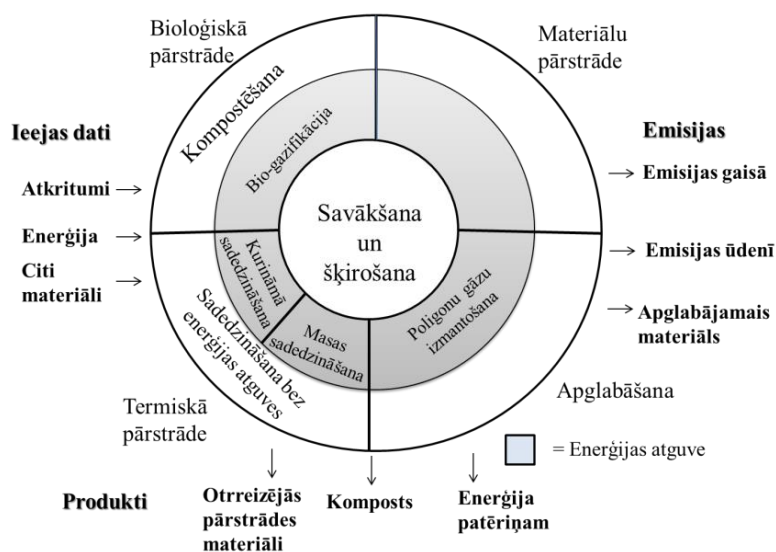 Bioloģiskā
pārstrāde
Materiālu
pārstrāde
Kompostēšana
Bio-gazifikācija
Ieejas dati
Atkritumi
Enerģija
Citi
materiāli
Savākšana
un
šķirošana
Emisijas
Emisijas gaisā
Emisijas ūdenī
Apglabājamais
materiāls
Kurināmā
sadedzināšana
Masas
sadedzināšana
Sadedzināšana bez
enerģijas atguves
Poligonu gāzu
izmantošana
Termiskā
pārstrāde
Apglabāšana
= Enerģijas atguve
Produkti
Otrreizējās
pārstrādes
materiāli
Komposts
Enerģija
patēriņam